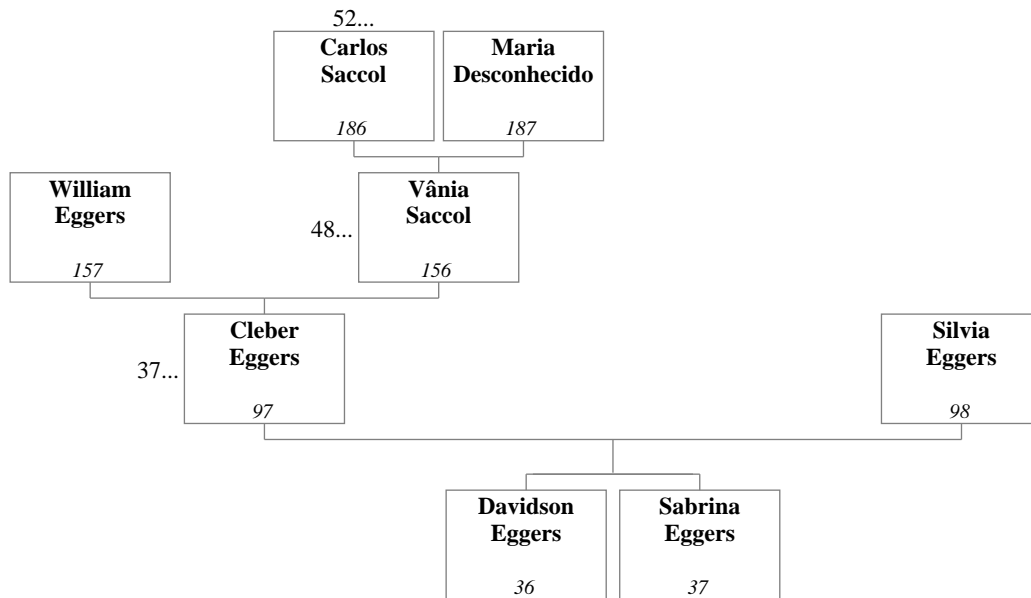 52...
Carlos
Saccol
186
Maria
Desconhecido
187
William
Eggers
157
48...
Vânia
Saccol
156
37...
Cleber
Eggers
97
Silvia
Eggers
98
Davidson
Eggers
36
Sabrina
Eggers
37